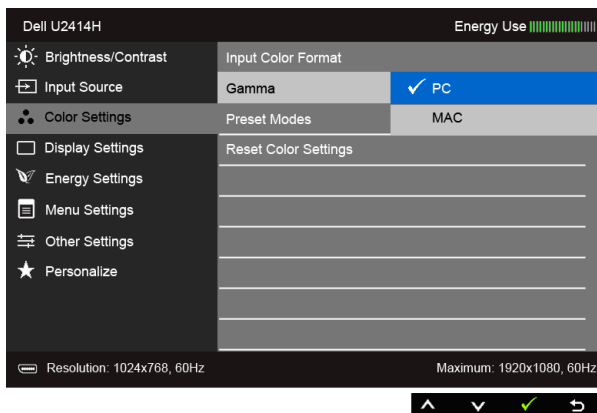 Dell U2414H
Energy Use
Brightness/Contrast
Input Source
Color Settings
Display Settings
Energy Settings
Menu Settings
Other Settings
Personalize
Input Color Format
Gamma
Preset Modes
Reset Color Settings
PC
MAC
Resolution: 1024x768, 60Hz
Maximum: 1920x1080, 60Hz